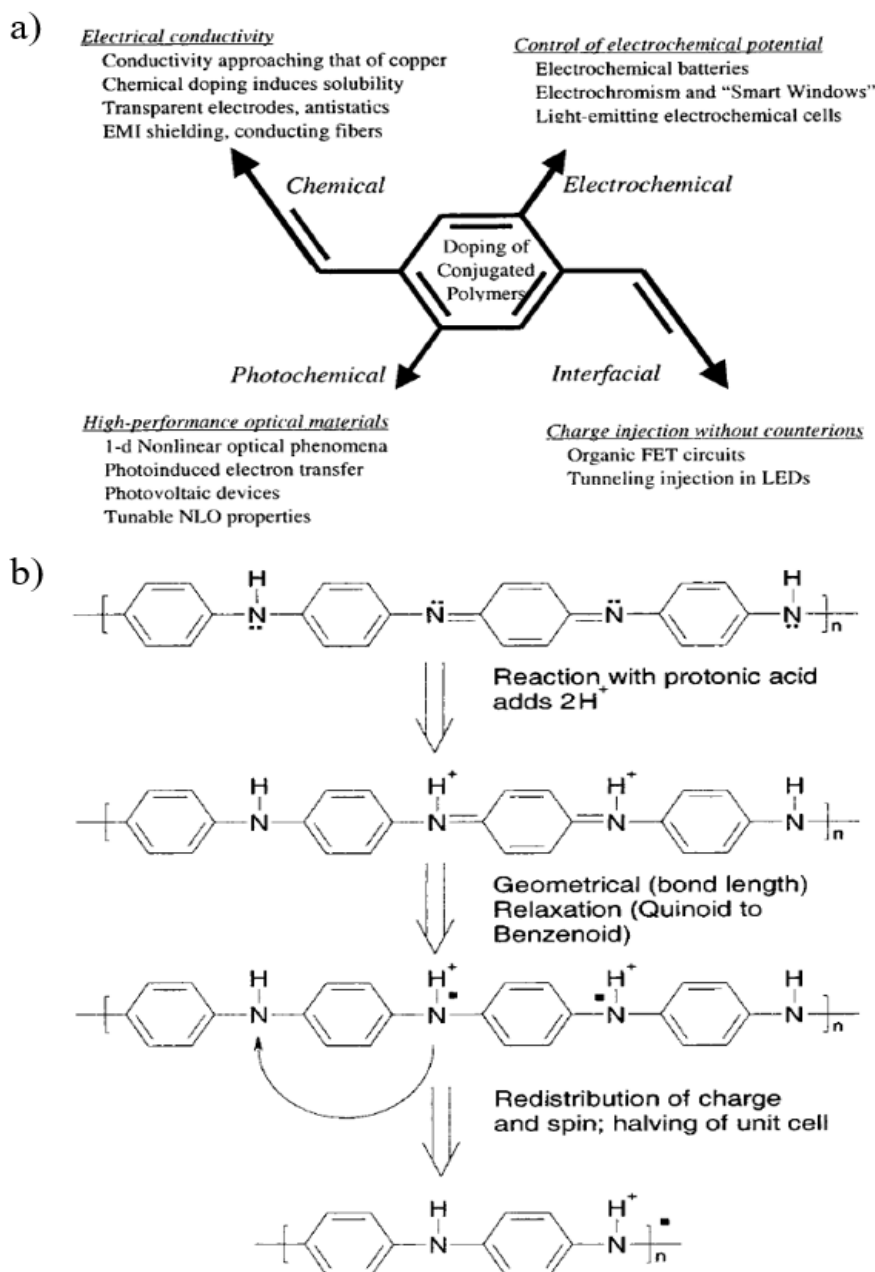 a)
Electrical conductivity
Conductivity approaching that of copper
Chemical doping induces solubility
Transparent electrodes, antistatics
EMI shielding, conducting fibers
Control of electrochemical potential
Electrochemical batteries
Electrochromism and “Smart Windows”
Light-emitting electrochemical cells
Chemical
Electrochemical
Doping of
Conjugated
Polymers
Photochemical
Interfacial
High-performance optical materials
1-d Nonlinear optical phenomena
Photoinduced electron transfer
Photovoltaic devices
Tunable NLO properties
Charge injection without counterions
Organic FET circuits
Tunneling injection in LEDs
b)
H H
N N N N n
Reaction with protonic acid
adds 2H+
H H+ H+ H
N N N N n
Geometrical (bond length)
Relaxation (Quinoid to
Benzenoid)
H H+ H+ H
N N N N n
Redistribution of charge
and spin; halving of unit cell
H H+
N N n